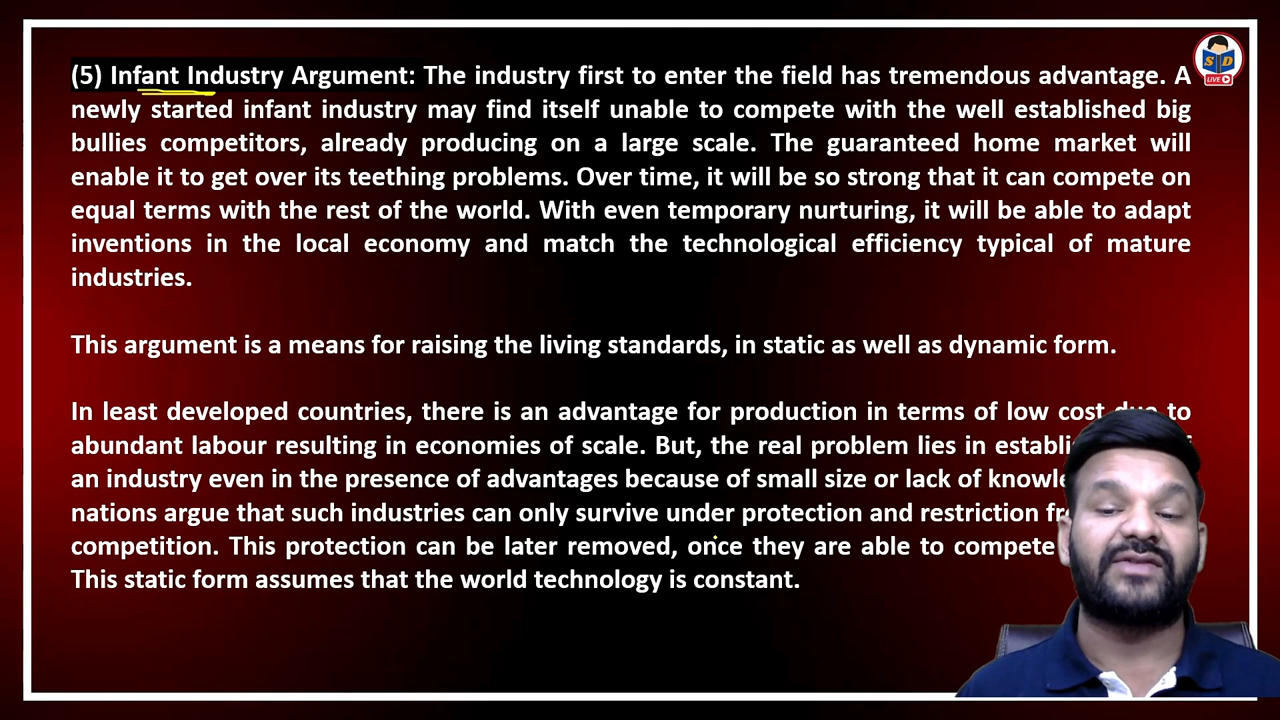 (5) Infant Industry Argument: The industry first to enter the field has tremendous advantage. A
newly started infant industry may find itself unable to compete with the well established big
bullies competitors, already producing on a large scale. The guaranteed home market will
enable it to get over its teething problems. Over time, it will be so strong that it can compete on
equal terms with the rest of the world. With even temporary nurturing, it will be able to adapt
inventions in the local economy and match the technological efficiency typical of mature
industries.
This argument is a means for raising the living standards, in static as well as dynamic form.
In least developed countries, there is an advantage for production in terms of low cost due to
abundant labour resulting in economies of scale. But, the real problem lies in
an industry even in the presence of advantages because of small size or lack of
nations argue that such industries can only survive under protection and restriction
competition. This protection can be later removed, once they are able to compete
This static form assumes that the world technology is constant.
S D
LIVE